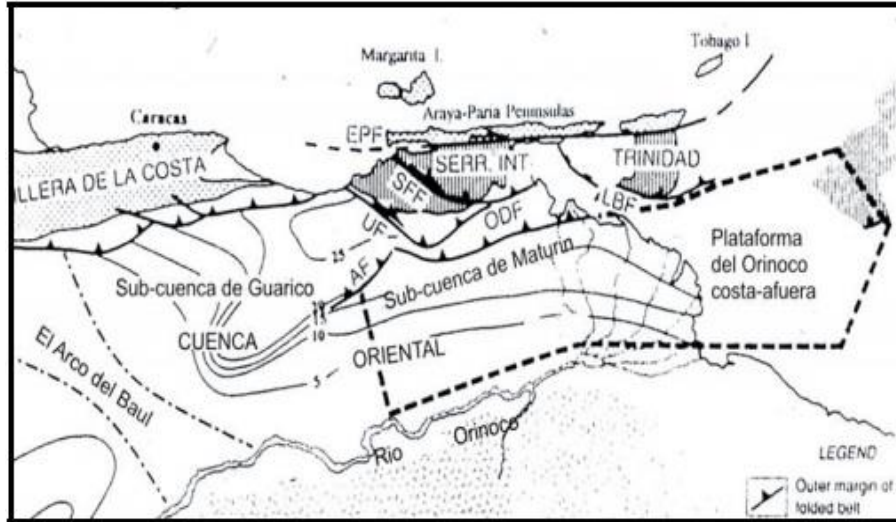 Tobago I.
Margarita I.
Caracas
Araya-Paria Peninsulas
EPF
ILLERA DE LA COSTA
SERR. INT.
TRINIDAD
SFF
LBF
UF
ODF
25
AF
Plataforma
del Orinoco
costa-afuera
Sub-cuenca de Guarico
Sub-cuenca de Maturin
15
10
CUENCA
ORIENTAL
5
El Arco del Baul
Rio Orinoco
LEGEND
Outer margin of
folded belt